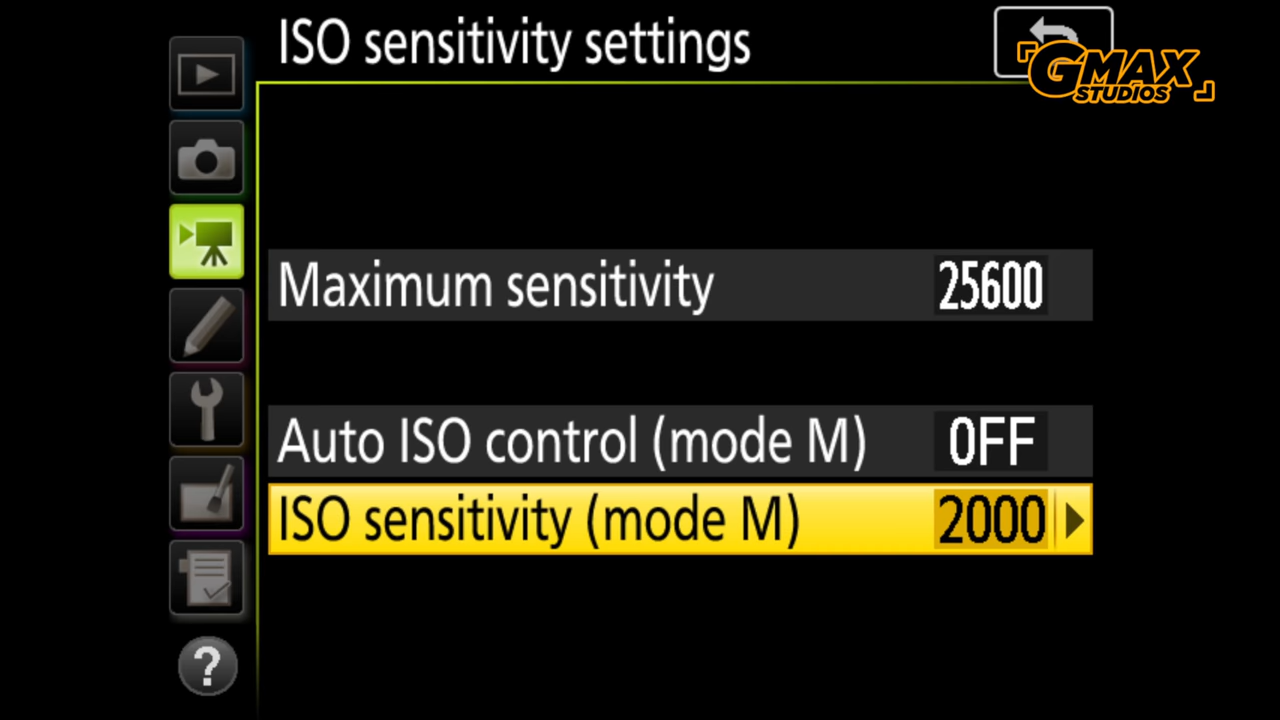 ISO sensitivity settings
GMAX
STUDIOS
Maximum sensitivity 25600
Auto ISO control (mode M) OFF
ISO sensitivity (mode M) 2000
?